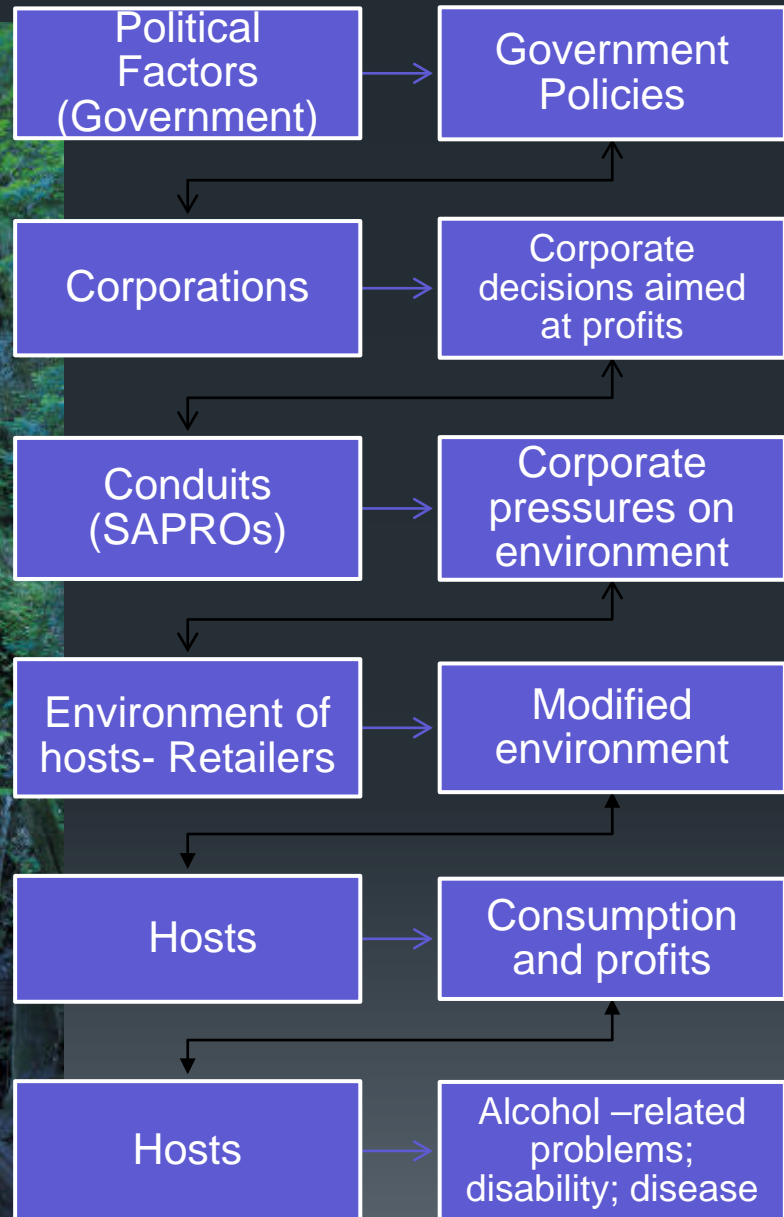 Political
Factors
(Government)
Government
Policies
Corporations
Corporate
decisions aimed
at profits
Conduits
(SAPROs)
Corporate
pressures on
environment
Environment of
hosts- Retailers
Modified
environment
Hosts
Consumption
and profits
Hosts
Alcohol –related
problems;
disability; disease